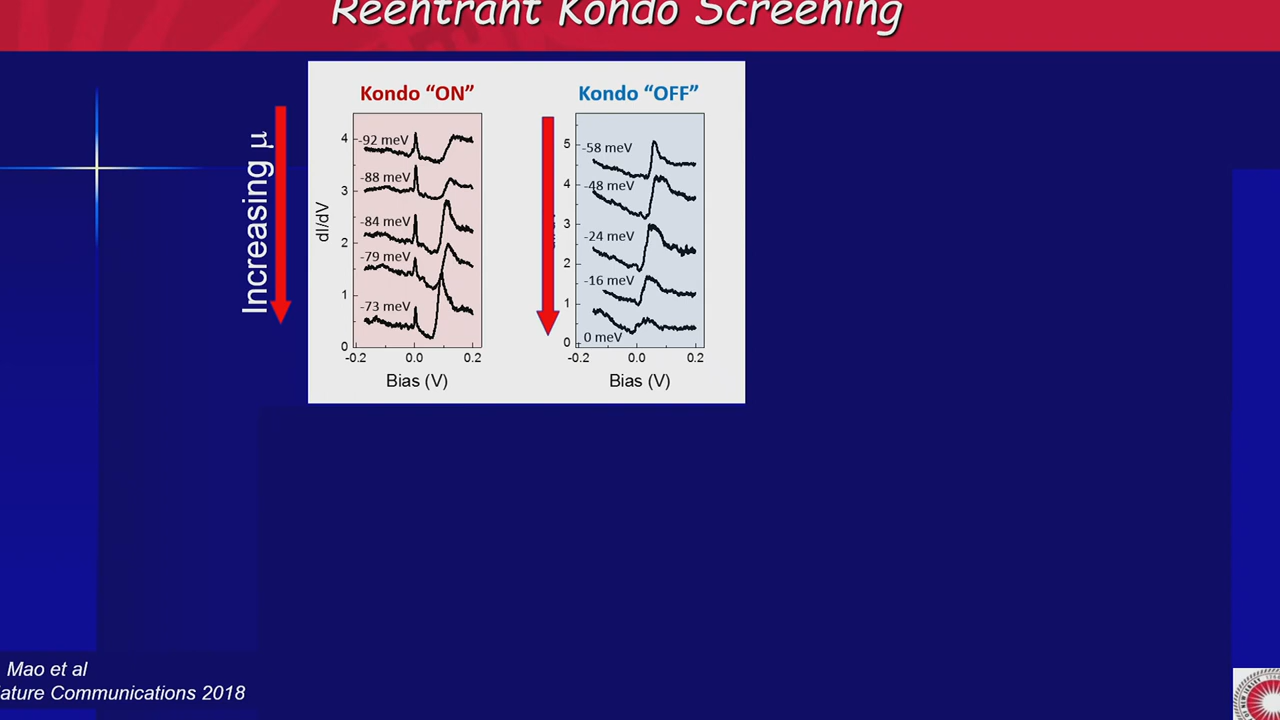 Reentrant Kondo Screening
Kondo “ON”
Kondo “OFF”
Increasing μ
dI/dV
4
3
2
1
0
-92 meV
-88 meV
-84 meV
-79 meV
-73 meV
-0.2 0.0 0.2
Bias (V)
5
4
3
2
1
0
-58 meV
-48 meV
-24 meV
-16 meV
0 meV
-0.2 0.0 0.2
Bias (V)
Mao et al
ature Communications 2018